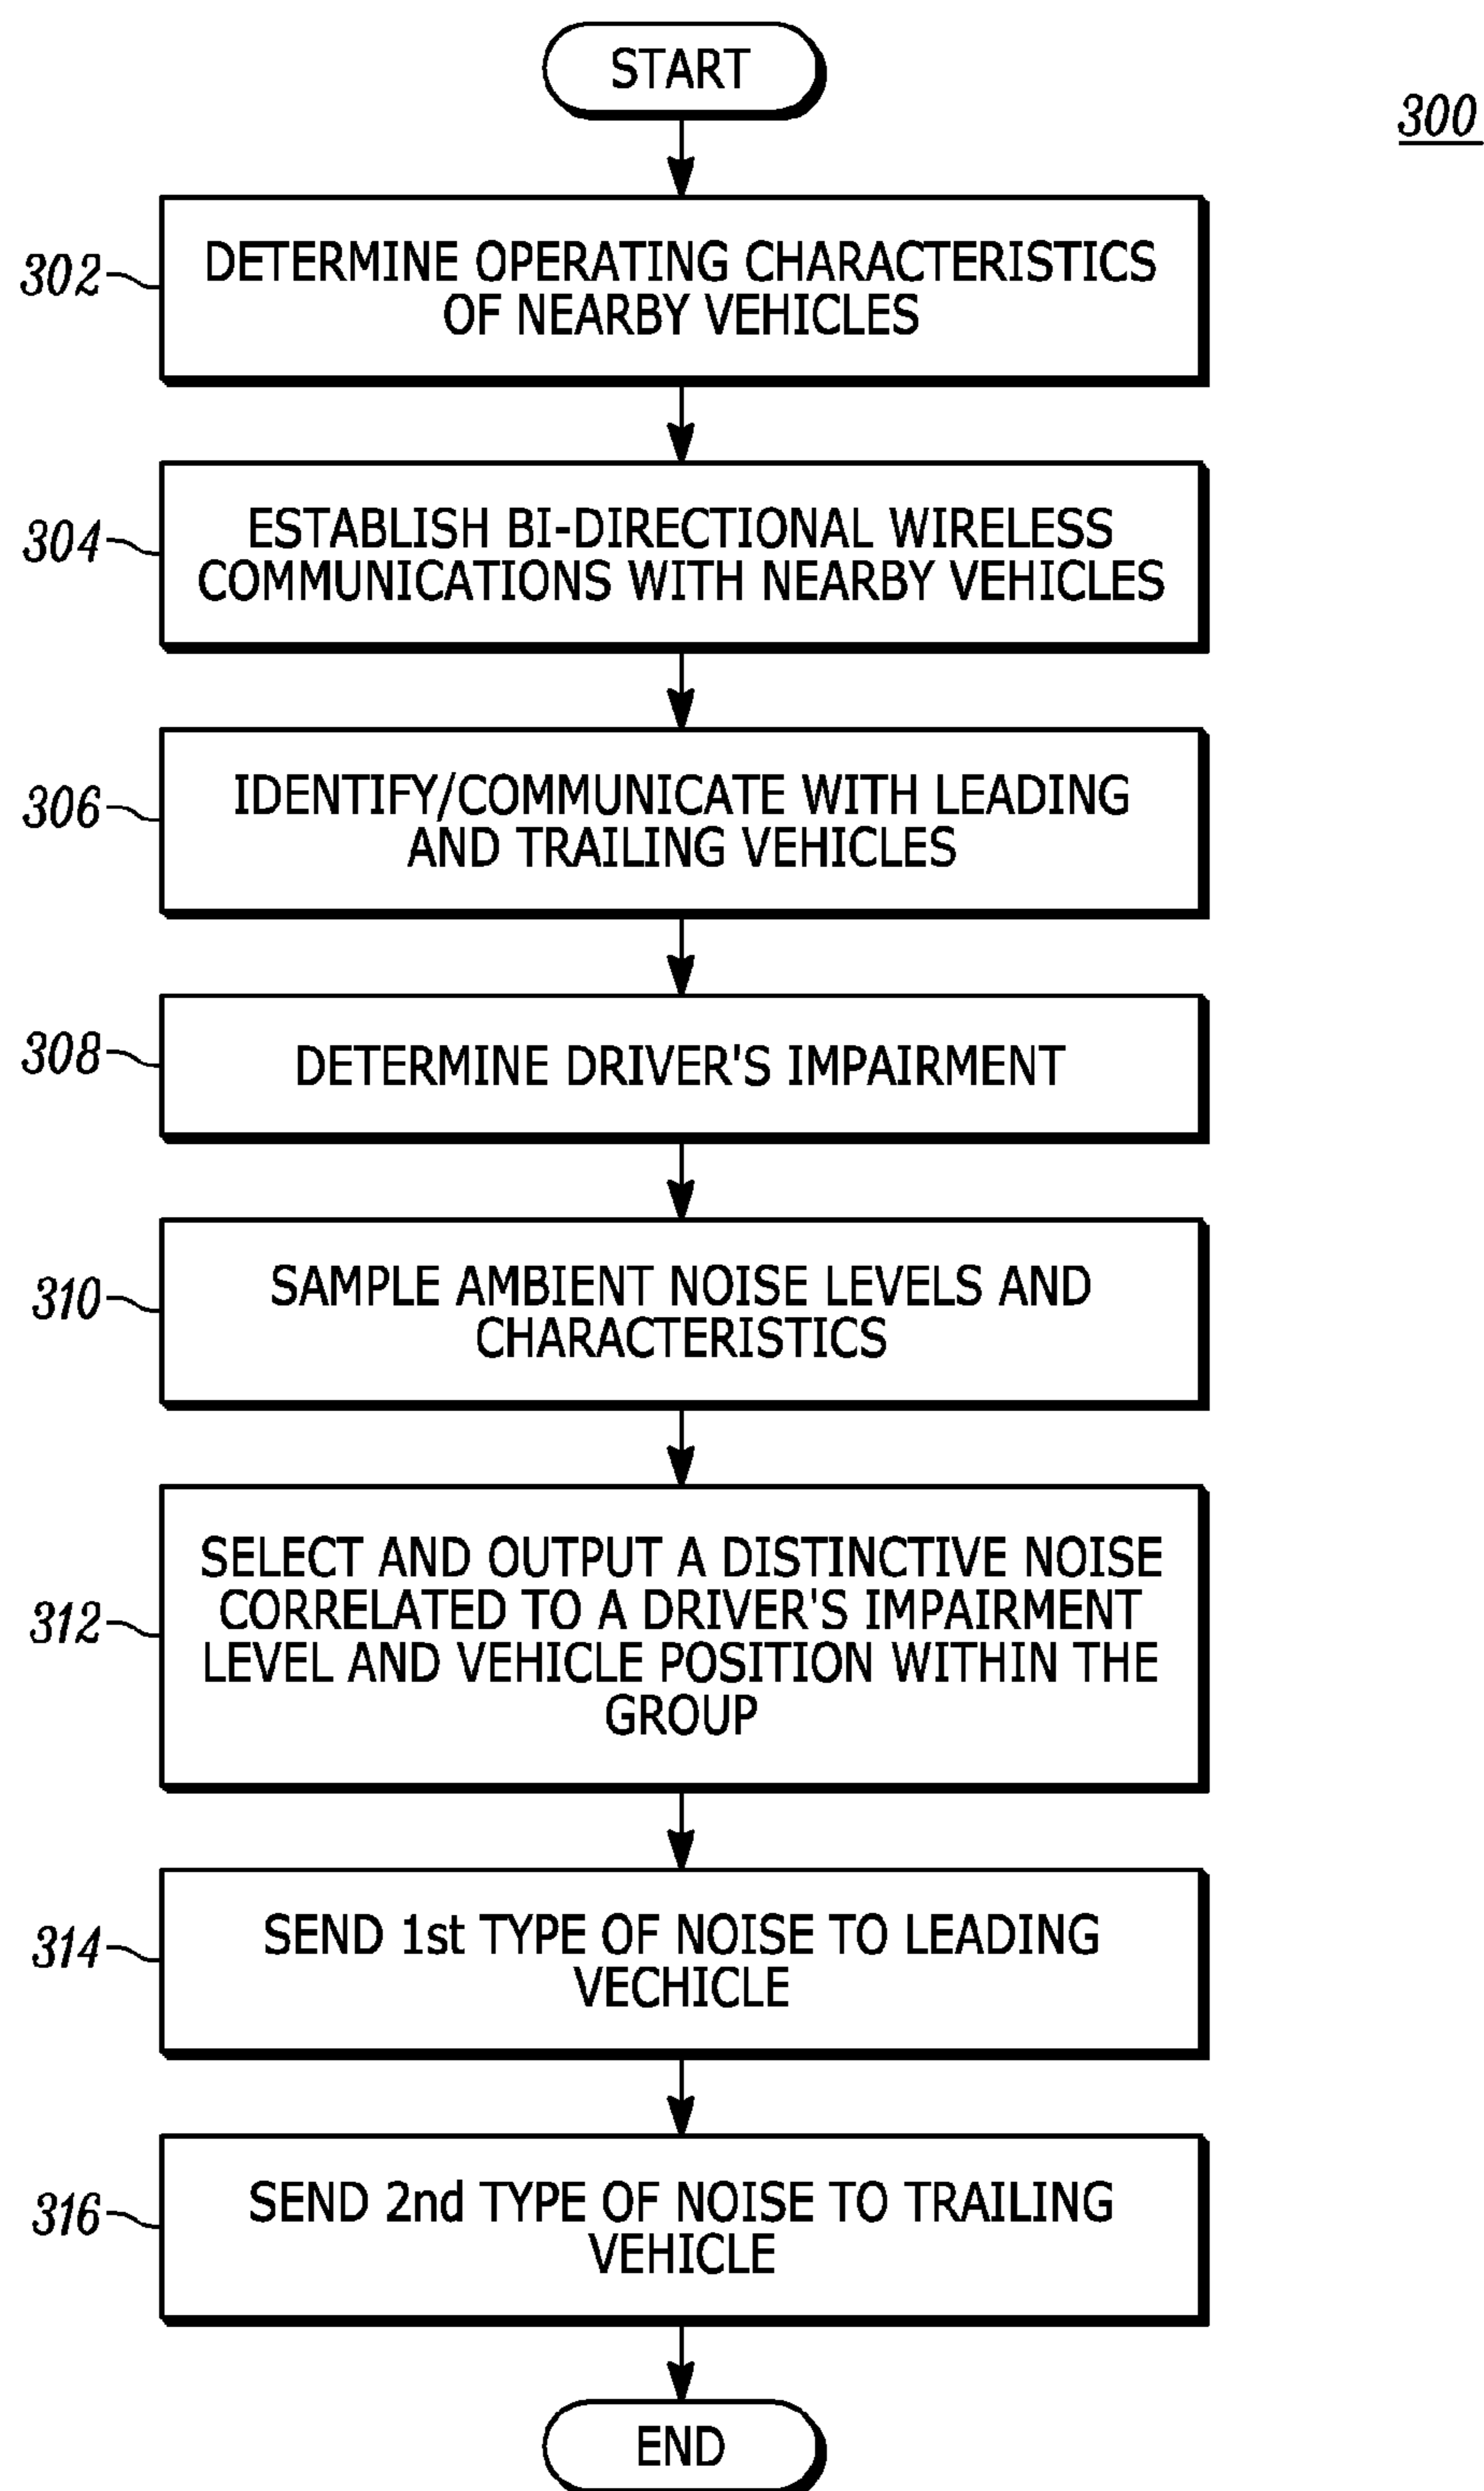 START
300
302
DETERMINE OPERATING CHARACTERISTICS
OF NEARBY VEHICLES
304
ESTABLISH BI-DIRECTIONAL WIRELESS
COMMUNICATIONS WITH NEARBY VEHICLES
306
IDENTIFY/COMMUNICATE WITH LEADING
AND TRAILING VEHICLES
308
DETERMINE DRIVER'S IMPAIRMENT
310
SAMPLE AMBIENT NOISE LEVELS AND
CHARACTERISTICS
312
SELECT AND OUTPUT A DISTINCTIVE NOISE
CORRELATED TO A DRIVER'S IMPAIRMENT
LEVEL AND VEHICLE POSITION WITHIN THE
GROUP
314
SEND 1st TYPE OF NOISE TO LEADING
VECHICLE
316
SEND 2nd TYPE OF NOISE TO TRAILING
VEHICLE
END